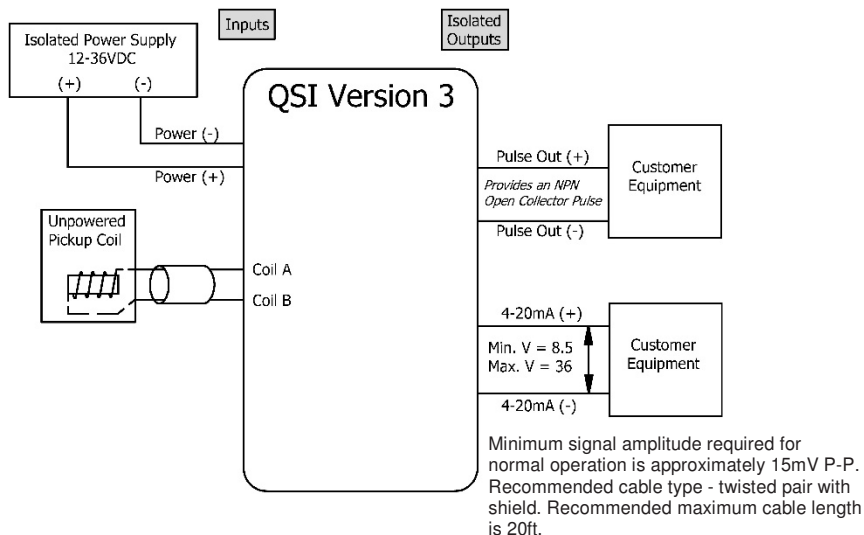 Inputs
Isolated
Outputs
Isolated Power Supply
12-36VDC
(+) (-)
QSI Version 3
Power (-)
Power (+)
Unpowered
Pickup Coil
Coil A
Coil B
Pulse Out (+)
Provides an NPN
Open Collector Pulse
Pulse Out (-)
Customer
Equipment
4-20mA (+)
Min. V = 8.5
Max. V = 36
4-20mA (-)
Customer
Equipment
Minimum signal amplitude required for
normal operation is approximately 15mV P-P.
Recommended cable type - twisted pair with
shield. Recommended maximum cable length
is 20ft.